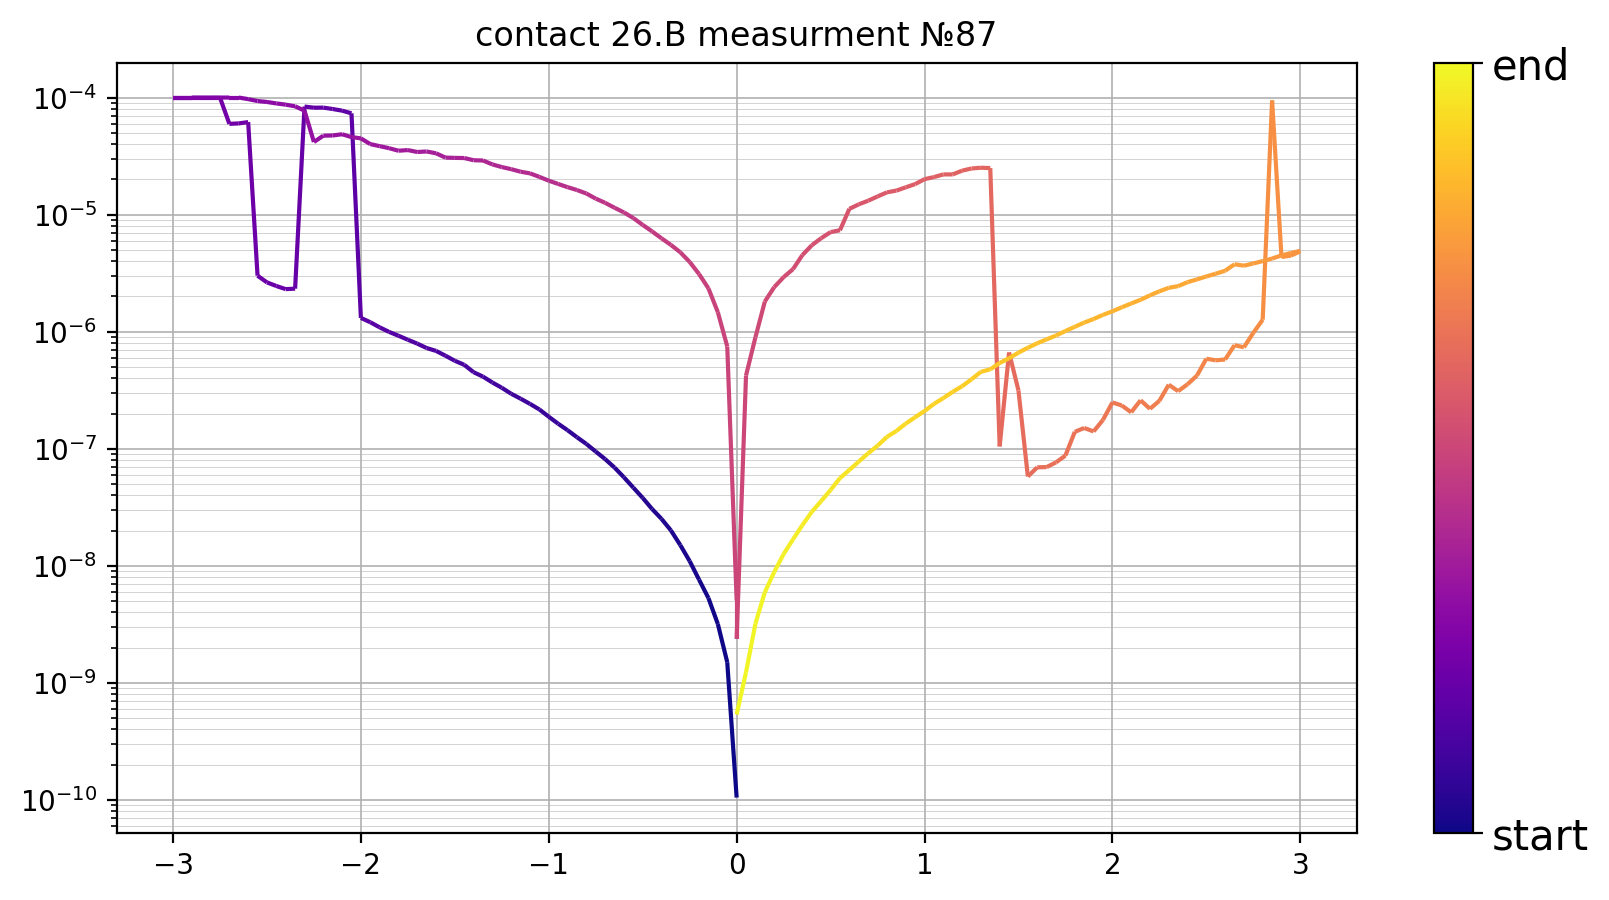 contact 26.B measurment №87
10⁻⁴
10⁻⁵
10⁻⁶
10⁻⁷
10⁻⁸
10⁻⁹
10⁻¹⁰
−3 −2 −1 0 1 2 3
end
start